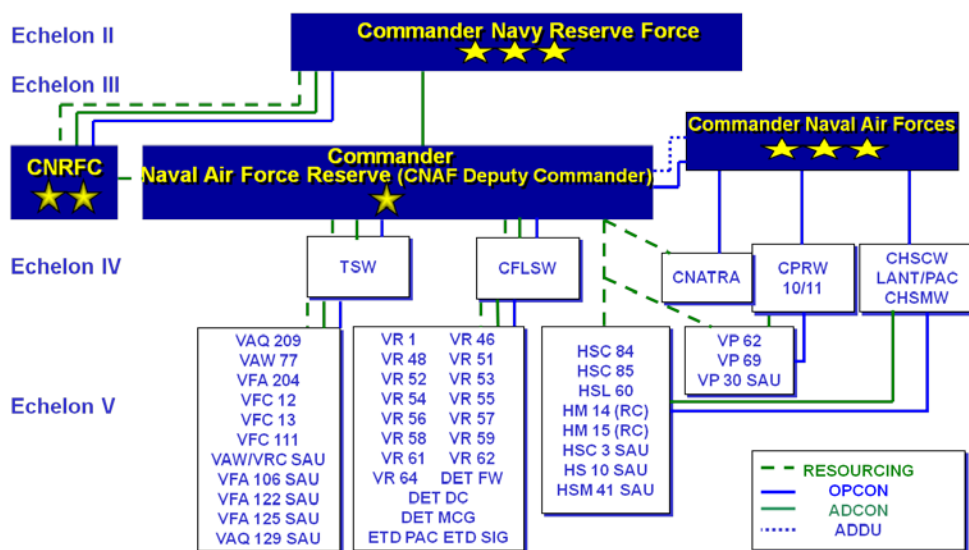 Echelon II
Commander Navy Reserve Force
Echelon III
Commander Naval Air Forces
CNRFC
Commander
Naval Air Force Reserve (CNAF Deputy Commander)
Echelon IV
TSW
CFLSW
CNATRA
CPRW
10/11
CHSCW
LANT/PAC
CHSMW
Echelon V
VAQ 209
VAW 77
VFA 204
VFC 12
VFC 13
VFC 111
VAW/VRC SAU
VFA 106 SAU
VFA 122 SAU
VFA 125 SAU
VAQ 129 SAU
VR 1 VR 46
VR 48 VR 51
VR 52 VR 53
VR 54 VR 55
VR 56 VR 57
VR 58 VR 59
VR 61 VR 62
VR 64 DET FW
DET DC
DET MCG
ETD PAC ETD SIG
HSC 84
HSC 85
HSL 60
HM 14 (RC)
HM 15 (RC)
HSC 3 SAU
HS 10 SAU
HSM 41 SAU
VP 62
VP 69
VP 30 SAU
RESOURCING
OPCON
ADCON
ADDU